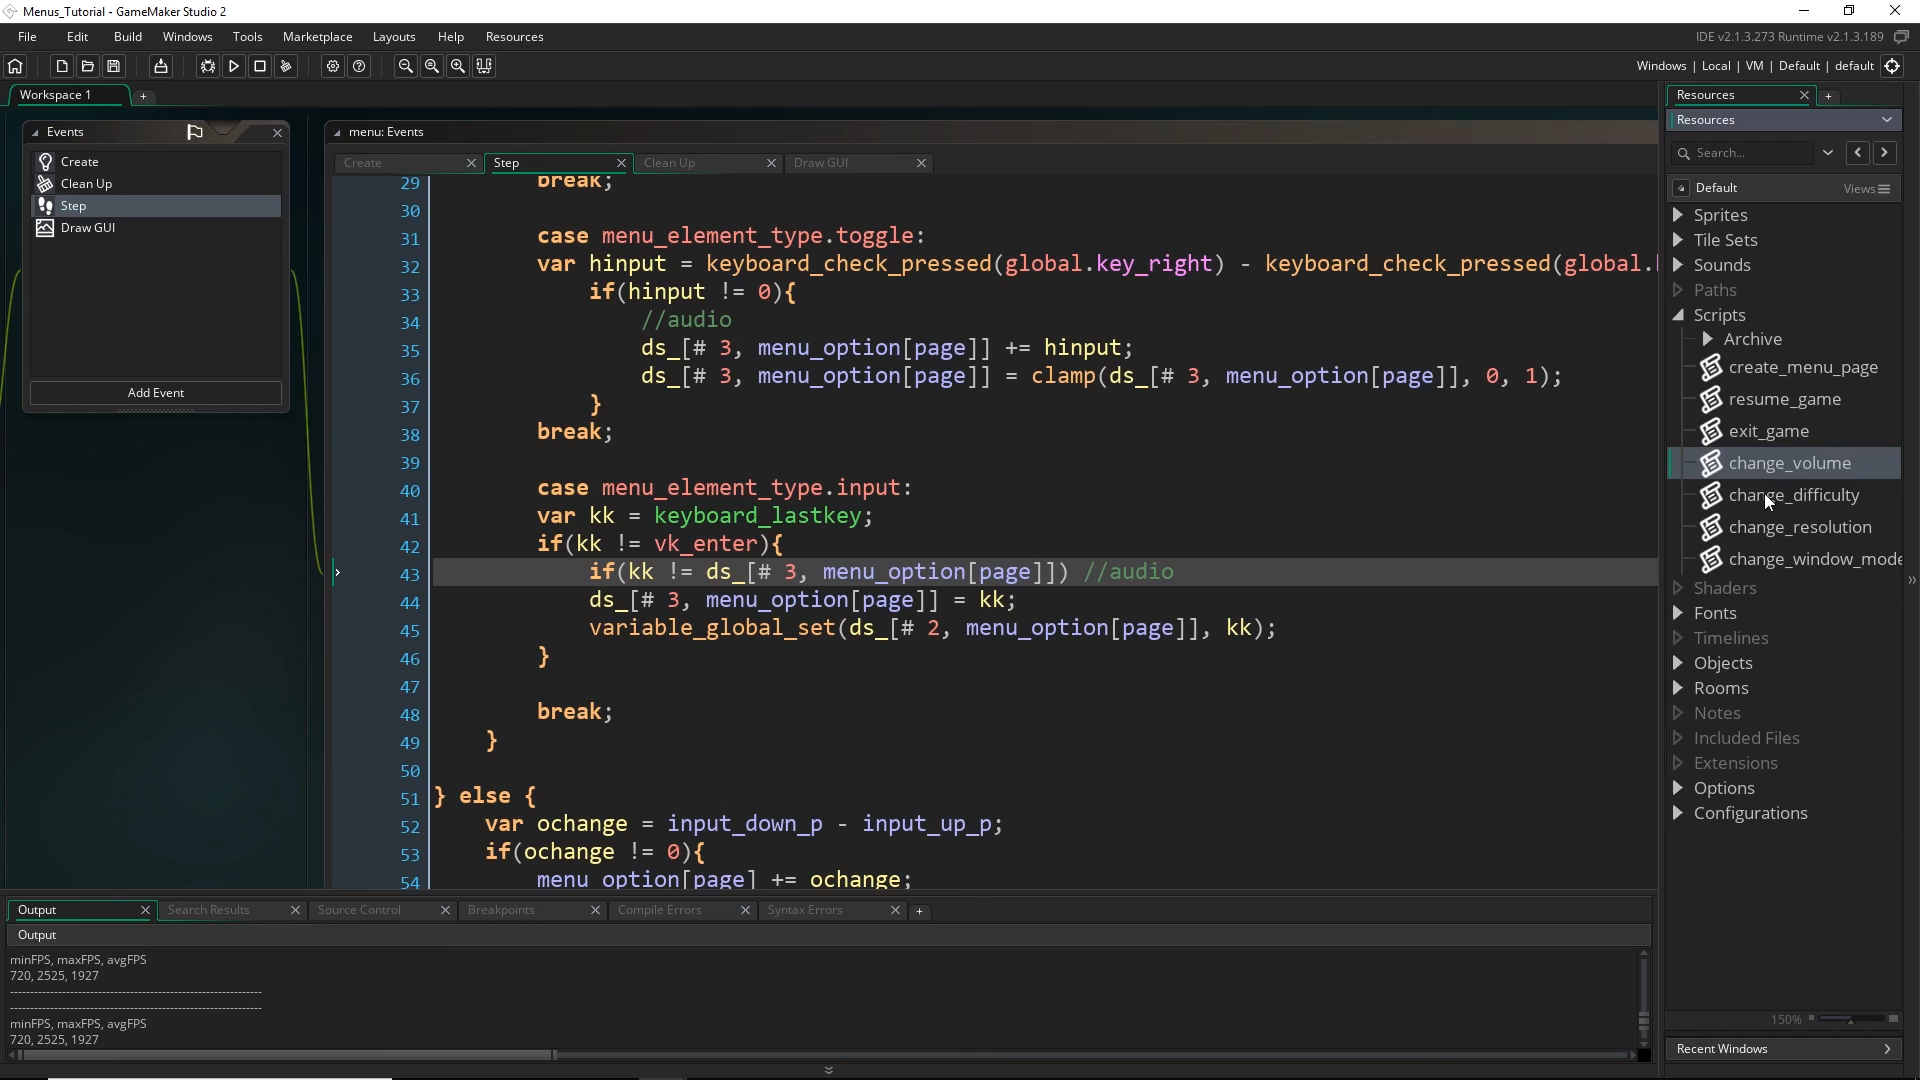 Menus_Tutorial - GameMaker Studio 2
File Edit Build Windows Tools Marketplace Layouts Help Resources
IDE v2.1.3.273 Runtime v2.1.3.189
Windows | Local | VM | Default | default
Workspace 1
+
Events
Create
Clean Up
Step
Draw GUI
Add Event
menu: Events
Create Step Clean Up Draw GUI
29 break;
30
31 case menu_element_type.toggle:
32 var hinput = keyboard_check_pressed(global.key_right) - keyboard_check_pressed(global.
33 if(hinput != 0){
34 //audio
35 ds_[# 3, menu_option[page]] += hinput;
36 ds_[# 3, menu_option[page]] = clamp(ds_[# 3, menu_option[page]], 0, 1);
37 }
38 break;
39
40 case menu_element_type.input:
41 var kk = keyboard_lastkey;
42 if(kk != vk_enter){
43 if(kk != ds_[# 3, menu_option[page]]) //audio
44 ds_[# 3, menu_option[page]] = kk;
45 variable_global_set(ds_[# 2, menu_option[page]], kk);
46 }
47
48 break;
49 }
50
51 } else {
52 var ochange = input_down_p - input_up_p;
53 if(ochange != 0){
54 menu_option[page] += ochange;
Resources
+
Resources
Search...
Default Views
Sprites
Tile Sets
Sounds
Paths
Scripts
Archive
create_menu_page
resume_game
exit_game
change_volume
change_difficulty
change_resolution
change_window_mode
Shaders
Fonts
Timelines
Objects
Rooms
Notes
Included Files
Extensions
Options
Configurations
150%
Recent Windows
Output Search Results Source Control Breakpoints Compile Errors Syntax Errors +
Output
minFPS, maxFPS, avgFPS
720, 2525, 1927
minFPS, maxFPS, avgFPS
720, 2525, 1927